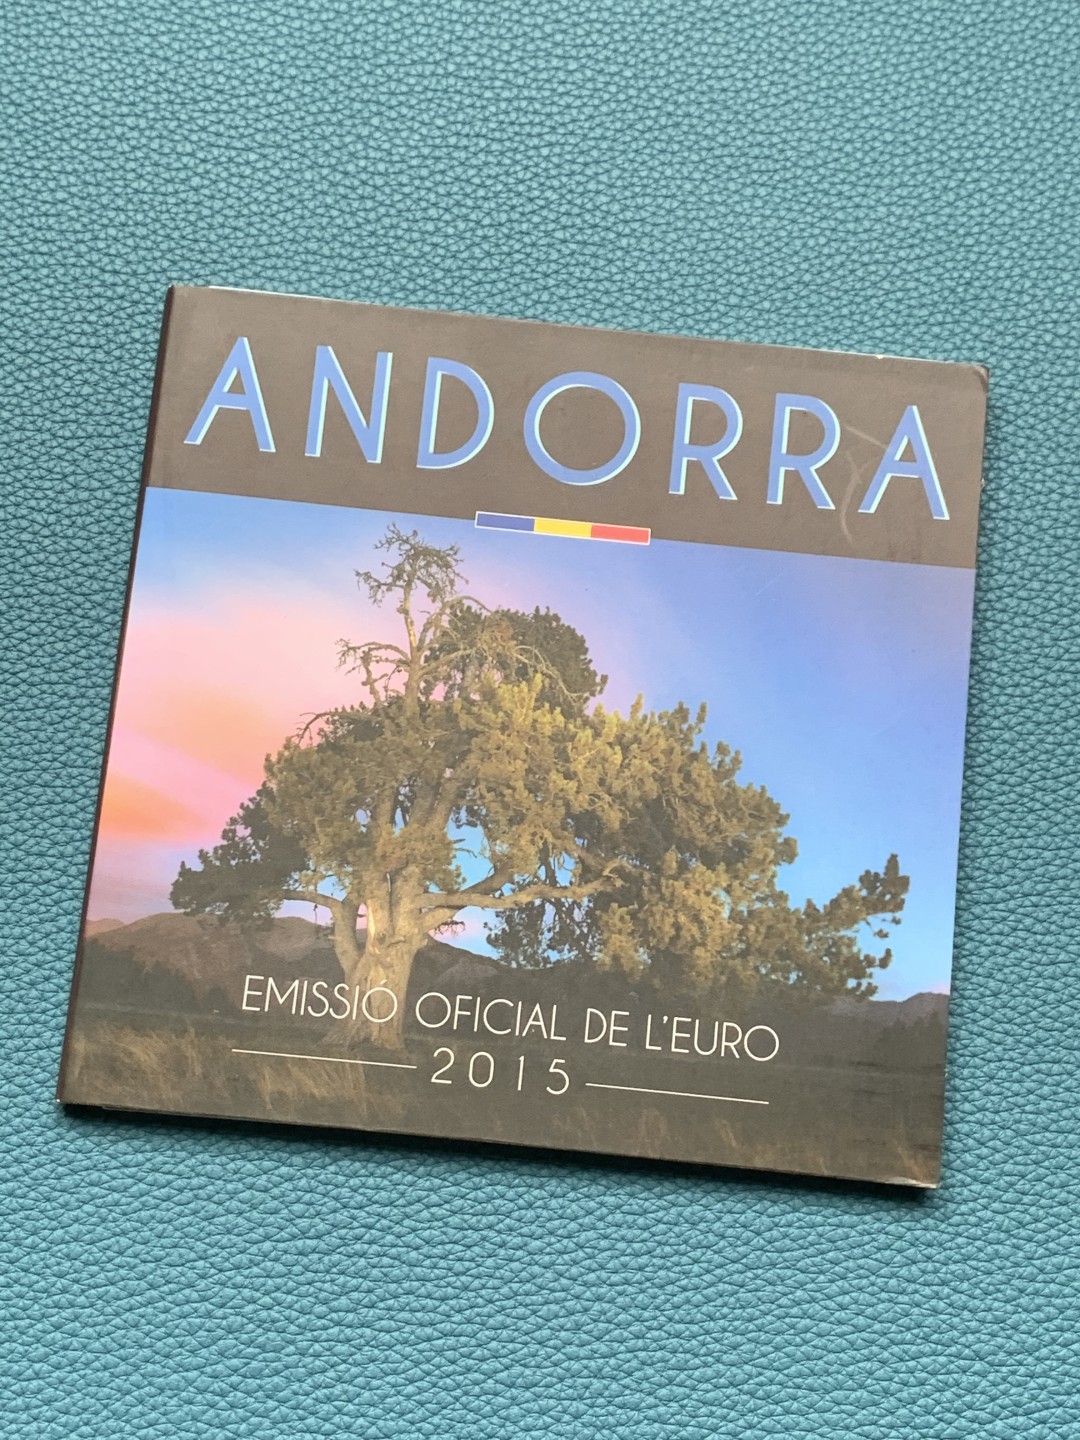 ANDORRA
EMISSIÓ OFICIAL DE L'EURO
2015